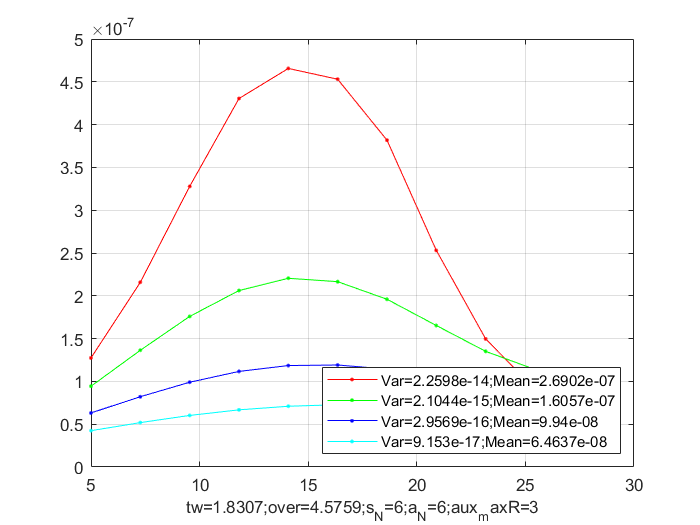 ×10-7
5
4.5
4
3.5
3
2.5
2
1.5
1
0.5
0
Var=2.2598e-14;Mean=2.6902e-07
Var=2.1044e-15;Mean=1.6057e-07
Var=2.9569e-16;Mean=9.94e-08
Var=9.153e-17;Mean=6.4637e-08
5 10 15 20 25 30
tw=1.8307;over=4.5759;sN=6;aN=6;auxmaxR=3